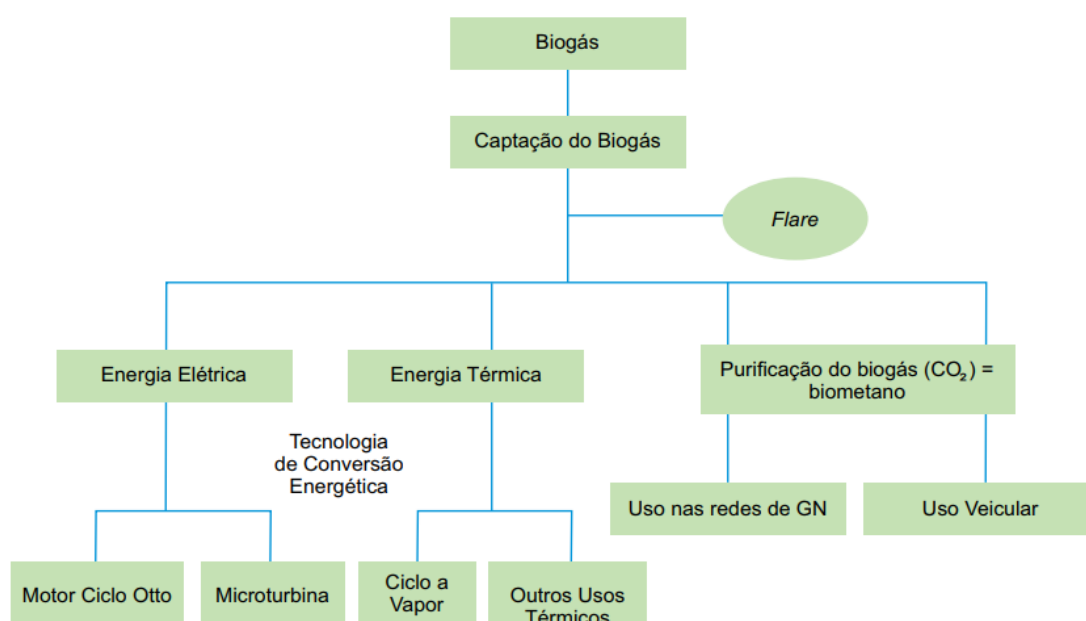 Biogás
Captação do Biogás
Flare
Energia Elétrica
Energia Térmica
Purificação do biogás (CO₂) =
biometano
Tecnologia
de Conversão
Energética
Uso nas redes de GN
Uso Veicular
Motor Ciclo Otto
Microturbina
Ciclo a
Vapor
Outros Usos
Térmicos